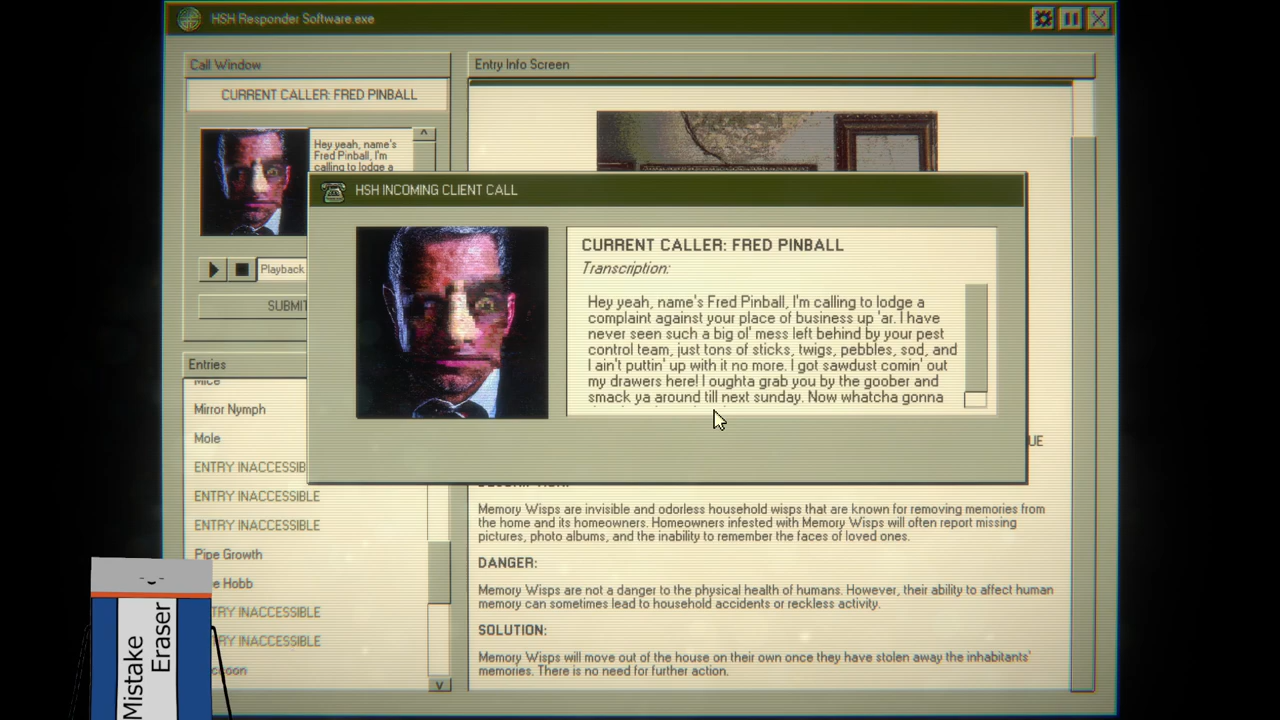 HSH Responder Software.exe
Call Window
CURRENT CALLER: FRED PINBALL
Hey yeah, name's
Fred Pinball, I'm
calling to lodge a
Playback
SUBMIT
Entry Info Screen
HSH INCOMING CLIENT CALL
CURRENT CALLER: FRED PINBALL
Transcription:
Hey yeah, name's Fred Pinball, I'm calling to lodge a
complaint against your place of business up 'ar. I have
never seen such a big ol' mess left behind by your pest
control team, just tons of sticks, twigs, pebbles, sod, and
I ain't puttin' up with it no more. I got sawdust comin' out
my drawers here! I oughta grab you by the goober and
smack ya around till next sunday. Now whatcha gonna
Entries
Mice
Mirror Nymph
Mole
ENTRY INACCESSIB
ENTRY INACCESSIBLE
ENTRY INACCESSIBLE
Pipe Growth
Hobb
TRY INACCESSIBLE
TRY INACCESSIBLE
coon
UE
Memory Wisps are invisible and odorless household wisps that are known for removing memories from
the home and its homeowners. Homeowners infested with Memory Wisps will often report missing
pictures, photo albums, and the inability to remember the faces of loved ones.
DANGER:
Memory Wisps are not a danger to the physical health of humans. However, their ability to affect human
memory can sometimes lead to household accidents or reckless activity.
SOLUTION:
Memory Wisps will move out of the house on their own once they have stolen away the inhabitants'
memories. There is no need for further action.
Mistake
Eraser